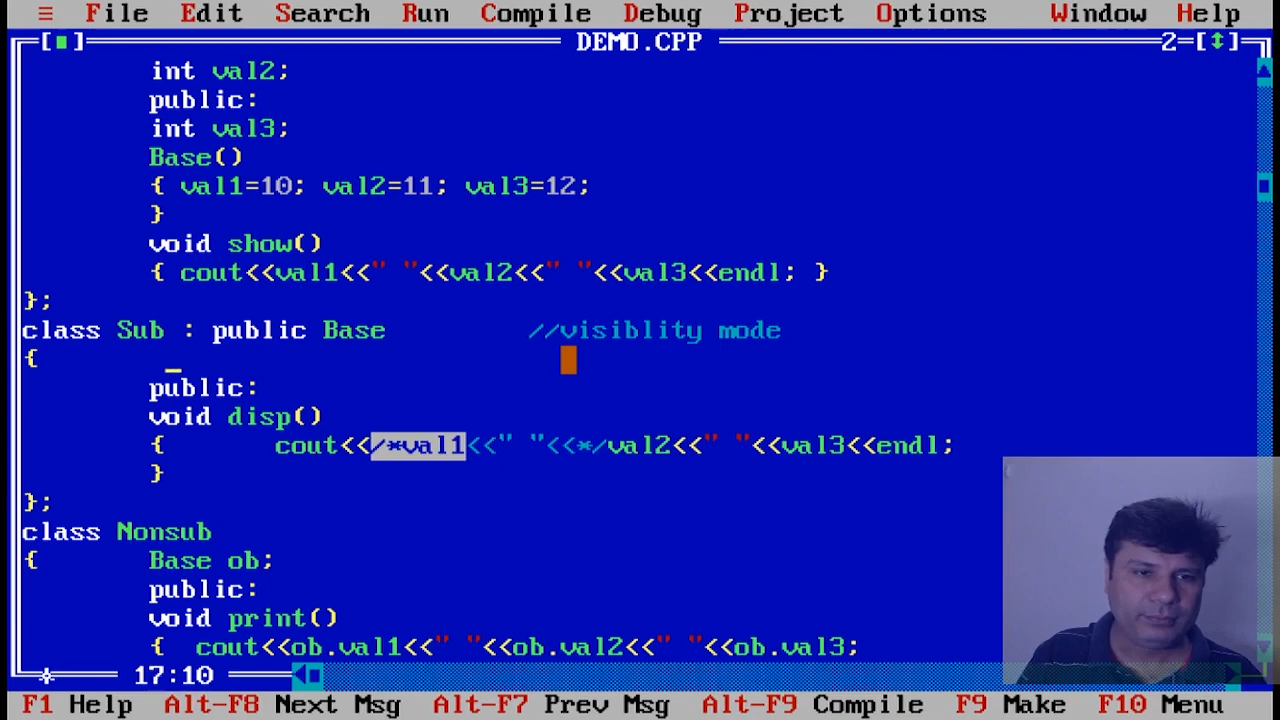 ≡ File Edit Search Run Compile Debug Project Options Window Help
[■] DEMO.CPP 2=[↕]
int val2;
public:
int val3;
Base()
{ val1=10; val2=11; val3=12;
}
void show()
{ cout<<val1<<" "<<val2<<" "<<val3<<endl; }
};
class Sub : public Base //visiblity mode
{
public:
void disp()
{ cout<</*val1<<" "<<*/val2<<" "<<val3<<endl;
}
};
class Nonsub
{ Base ob;
public:
void print()
{ cout<<ob.val1<<" "<<ob.val2<<" "<<ob.val3;
17:10
F1 Help Alt-F8 Next Msg Alt-F7 Prev Msg Alt-F9 Compile F9 Make F10 Menu